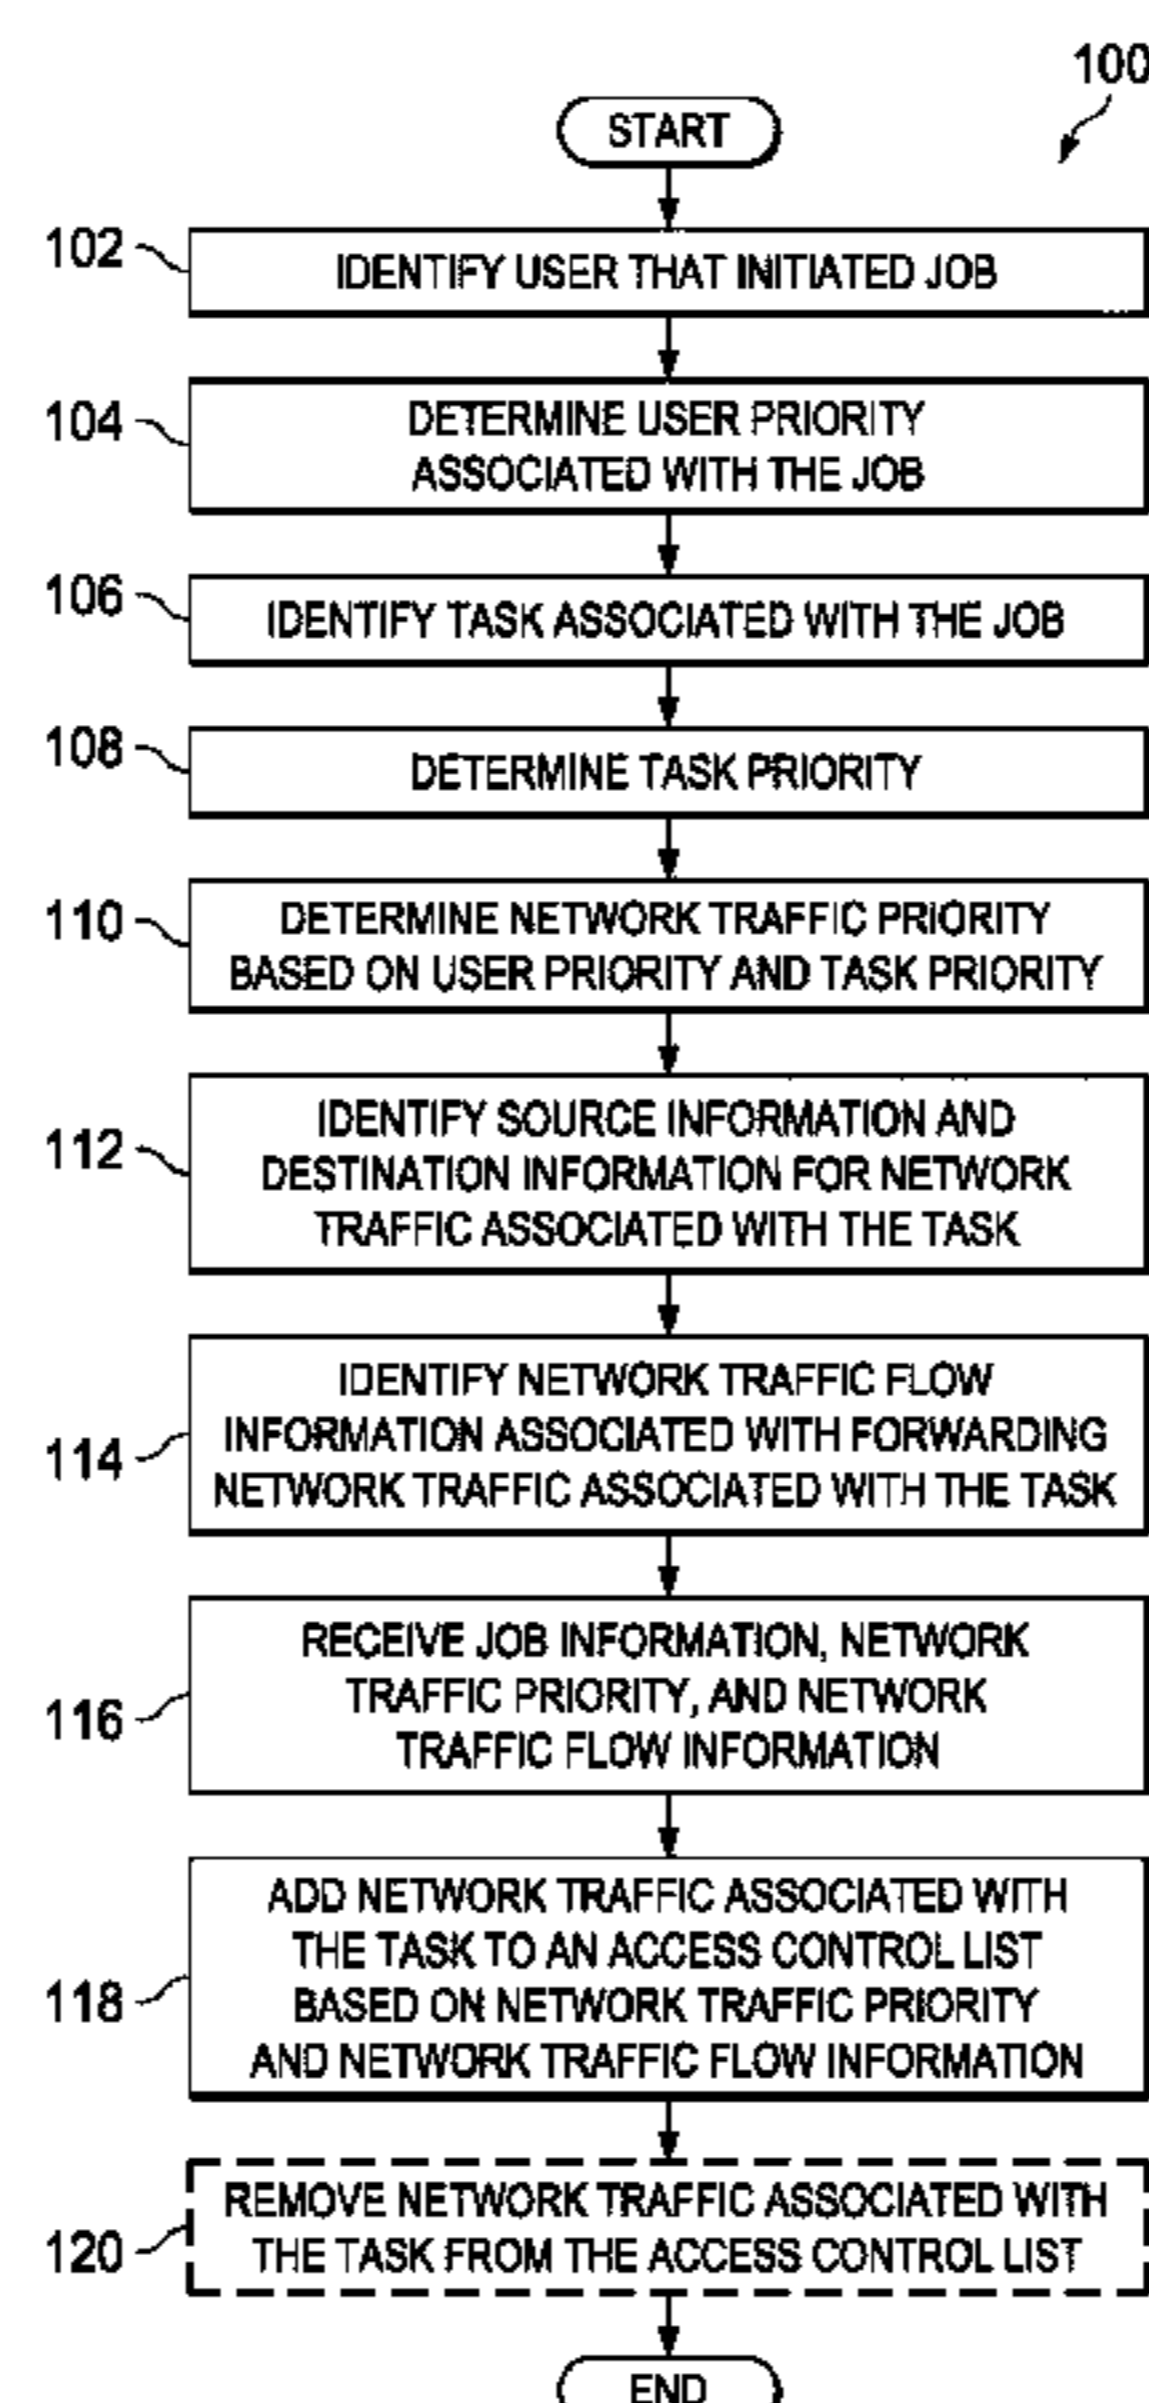 100
START
102
IDENTIFY USER THAT INITIATED JOB
104
DETERMINE USER PRIORITY
ASSOCIATED WITH THE JOB
106
IDENTIFY TASK ASSOCIATED WITH THE JOB
108
DETERMINE TASK PRIORITY
110
DETERMINE NETWORK TRAFFIC PRIORITY
BASED ON USER PRIORITY AND TASK PRIORITY
112
IDENTIFY SOURCE INFORMATION AND
DESTINATION INFORMATION FOR NETWORK
TRAFFIC ASSOCIATED WITH THE TASK
114
IDENTIFY NETWORK TRAFFIC FLOW
INFORMATION ASSOCIATED WITH FORWARDING
NETWORK TRAFFIC ASSOCIATED WITH THE TASK
116
RECEIVE JOB INFORMATION, NETWORK
TRAFFIC PRIORITY, AND NETWORK
TRAFFIC FLOW INFORMATION
118
ADD NETWORK TRAFFIC ASSOCIATED WITH
THE TASK TO AN ACCESS CONTROL LIST
BASED ON NETWORK TRAFFIC PRIORITY
AND NETWORK TRAFFIC FLOW INFORMATION
120
REMOVE NETWORK TRAFFIC ASSOCIATED WITH
THE TASK FROM THE ACCESS CONTROL LIST
END